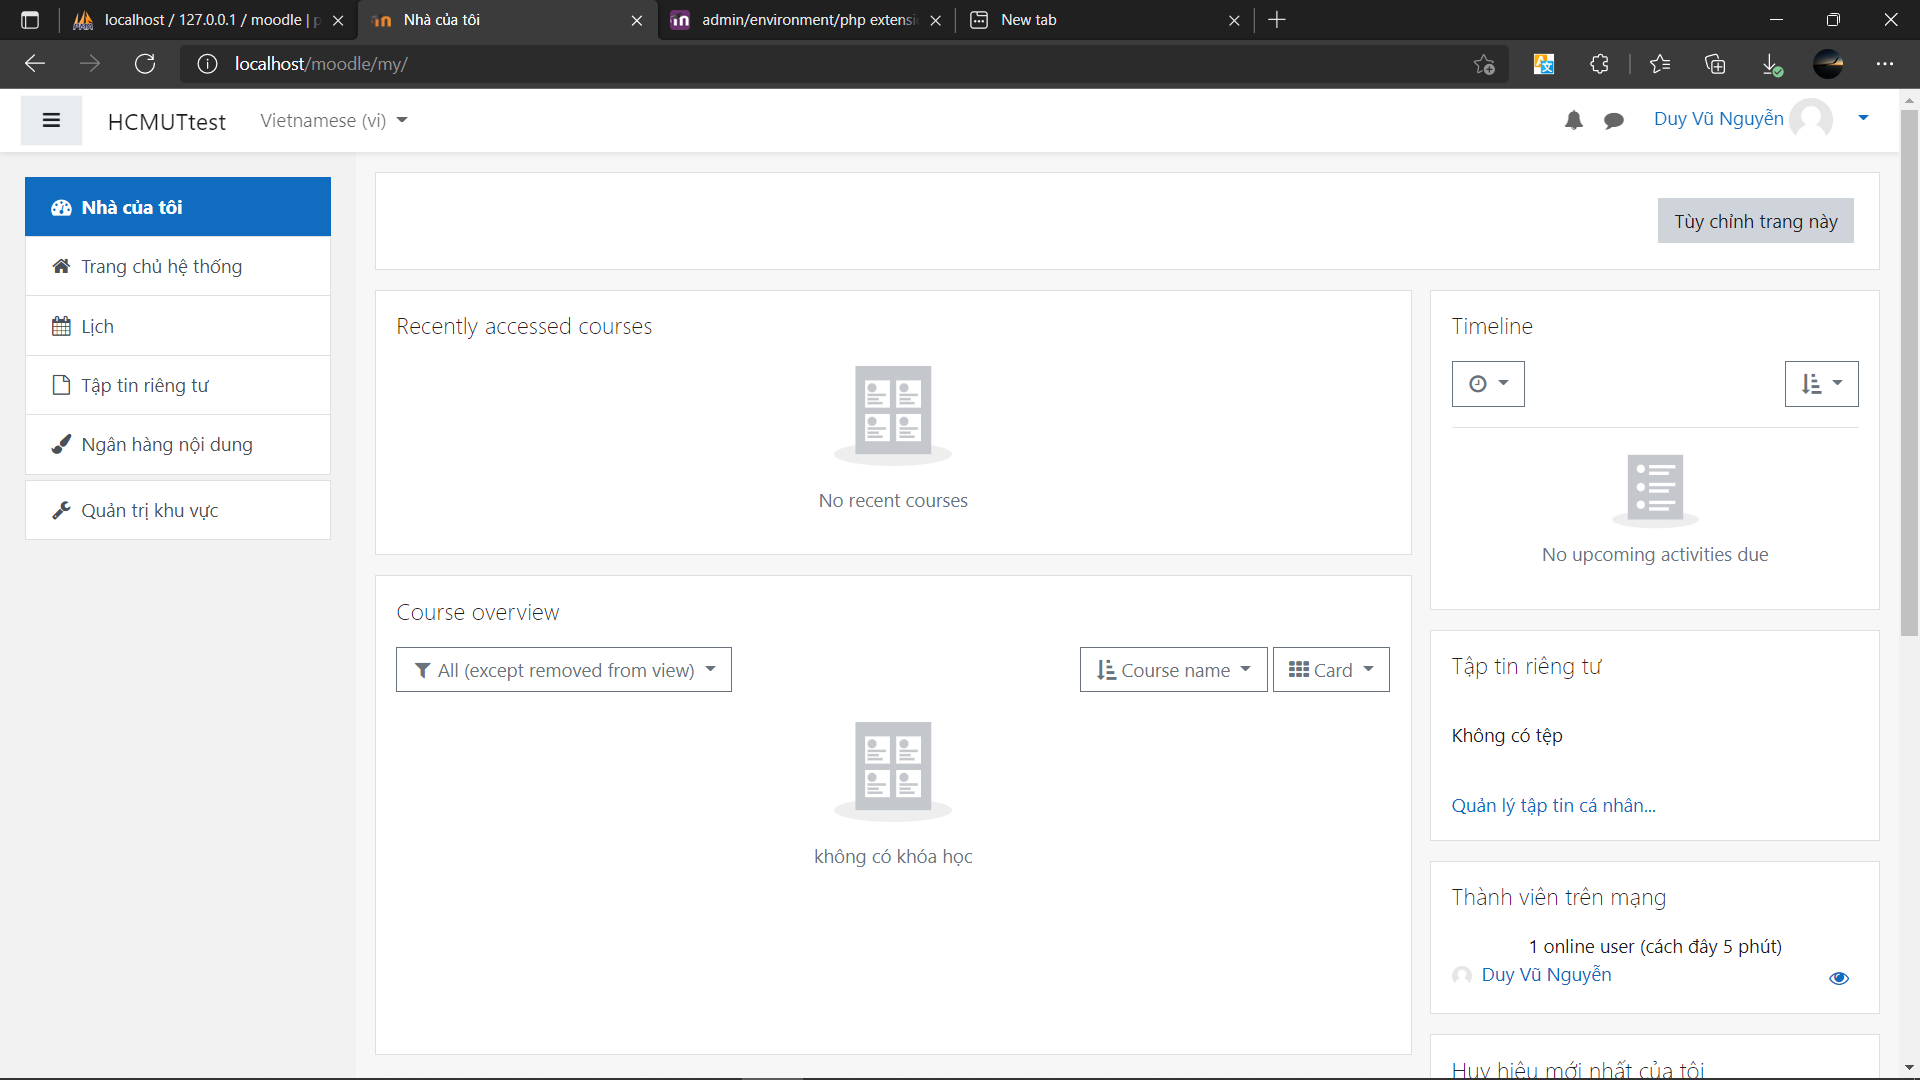 localhost / 127.0.0.1 / moodle |
Nhà của tôi
admin/environment/php extensi
New tab
localhost/moodle/my/
HCMUTtest
Vietnamese (vi)
Duy Vũ Nguyễn
Nhà của tôi
Trang chủ hệ thống
Lịch
Tập tin riêng tư
Ngân hàng nội dung
Quản trị khu vực
Tùy chỉnh trang này
Recently accessed courses
No recent courses
Course overview
All (except removed from view)
Course name
Card
không có khóa học
Timeline
No upcoming activities due
Tập tin riêng tư
Không có tệp
Quản lý tập tin cá nhân...
Thành viên trên mạng
1 online user (cách đây 5 phút)
Duy Vũ Nguyễn
Huy hiệu mới nhất của tôi